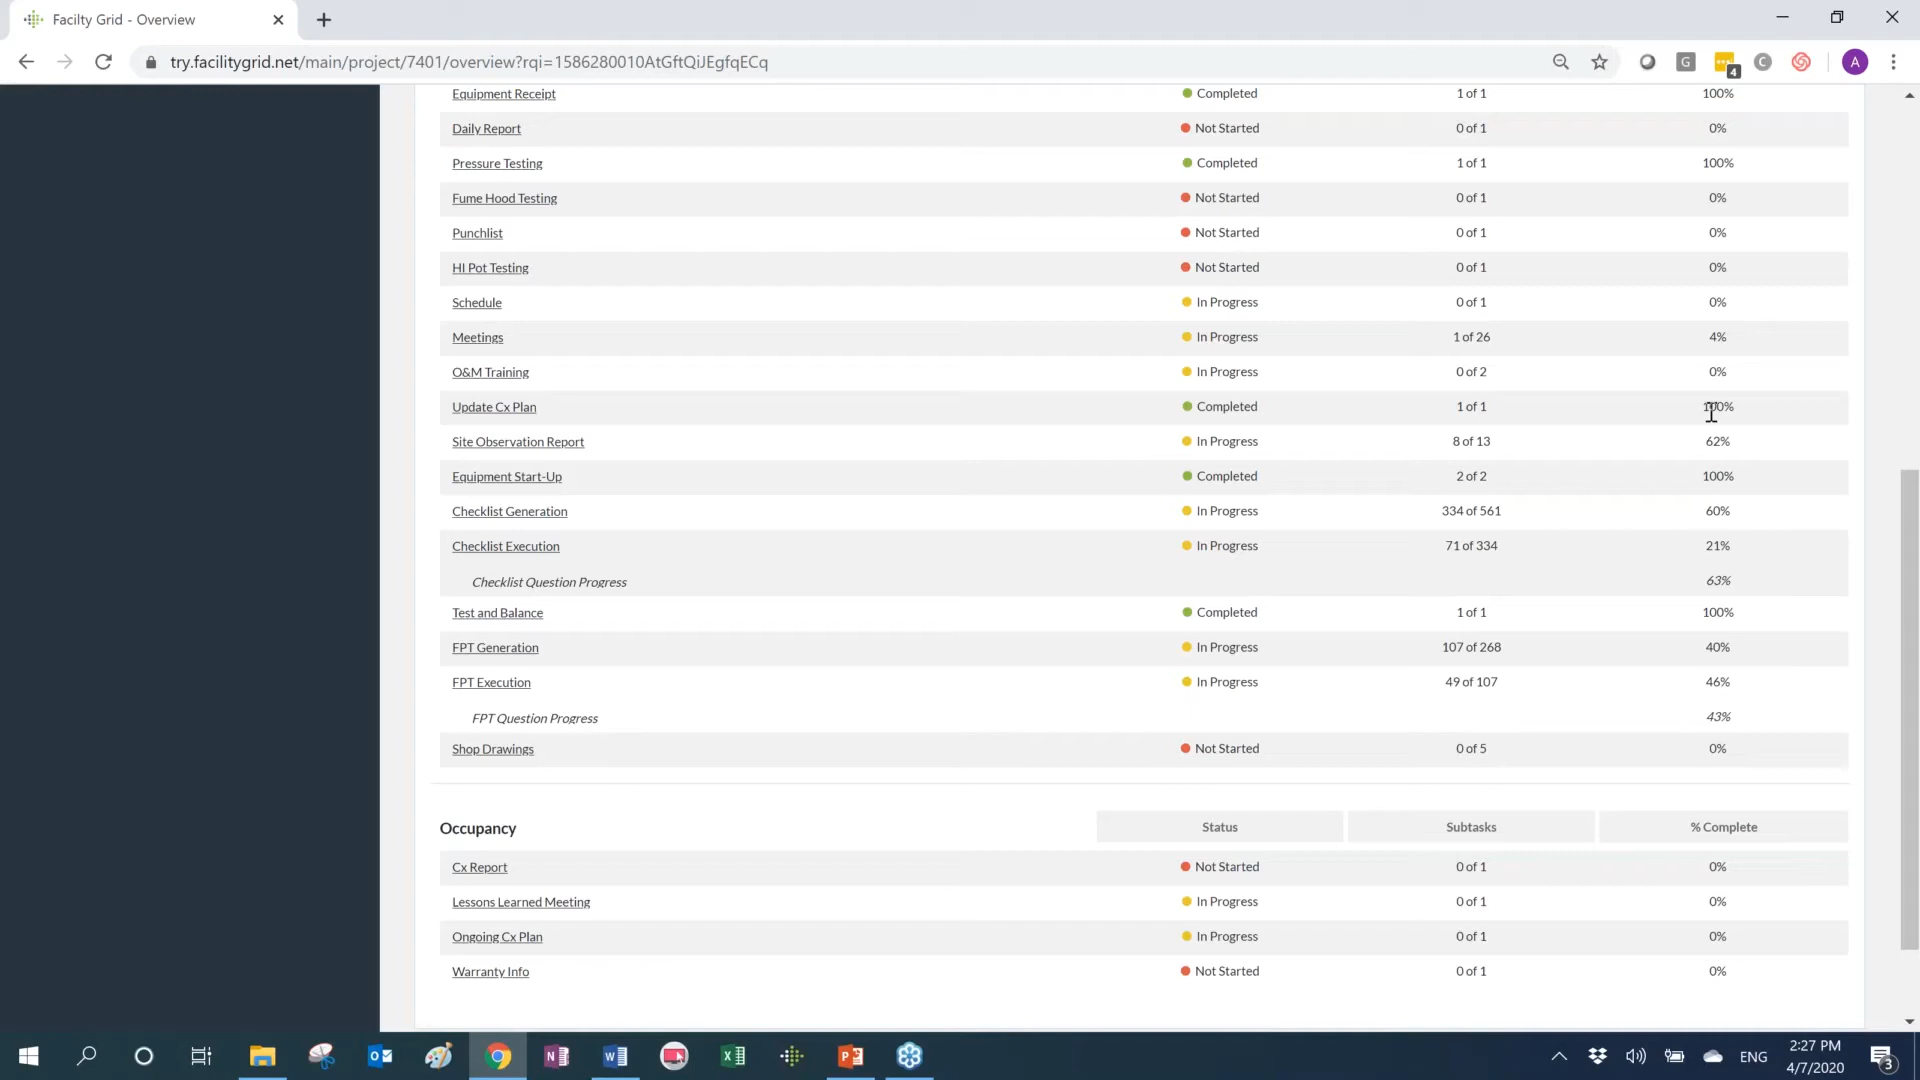 Facilty Grid - Overview
try.facilitygrid.net/main/project/7401/overview?rqi=1586280010AtGftQiJEgfqECq
G
4
C
A
Equipment Receipt Completed 1 of 1 100%
Daily Report Not Started 0 of 1 0%
Pressure Testing Completed 1 of 1 100%
Fume Hood Testing Not Started 0 of 1 0%
Punchlist Not Started 0 of 1 0%
HI Pot Testing Not Started 0 of 1 0%
Schedule In Progress 0 of 1 0%
Meetings In Progress 1 of 26 4%
O&M Training In Progress 0 of 2 0%
Update Cx Plan Completed 1 of 1 100%
Site Observation Report In Progress 8 of 13 62%
Equipment Start-Up Completed 2 of 2 100%
Checklist Generation In Progress 334 of 561 60%
Checklist Execution In Progress 71 of 334 21%
Checklist Question Progress 63%
Test and Balance Completed 1 of 1 100%
FPT Generation In Progress 107 of 268 40%
FPT Execution In Progress 49 of 107 46%
FPT Question Progress 43%
Shop Drawings Not Started 0 of 5 0%
Occupancy Status Subtasks % Complete
Cx Report Not Started 0 of 1 0%
Lessons Learned Meeting In Progress 0 of 1 0%
Ongoing Cx Plan In Progress 0 of 1 0%
Warranty Info Not Started 0 of 1 0%
ENG
2:27 PM
4/7/2020
3